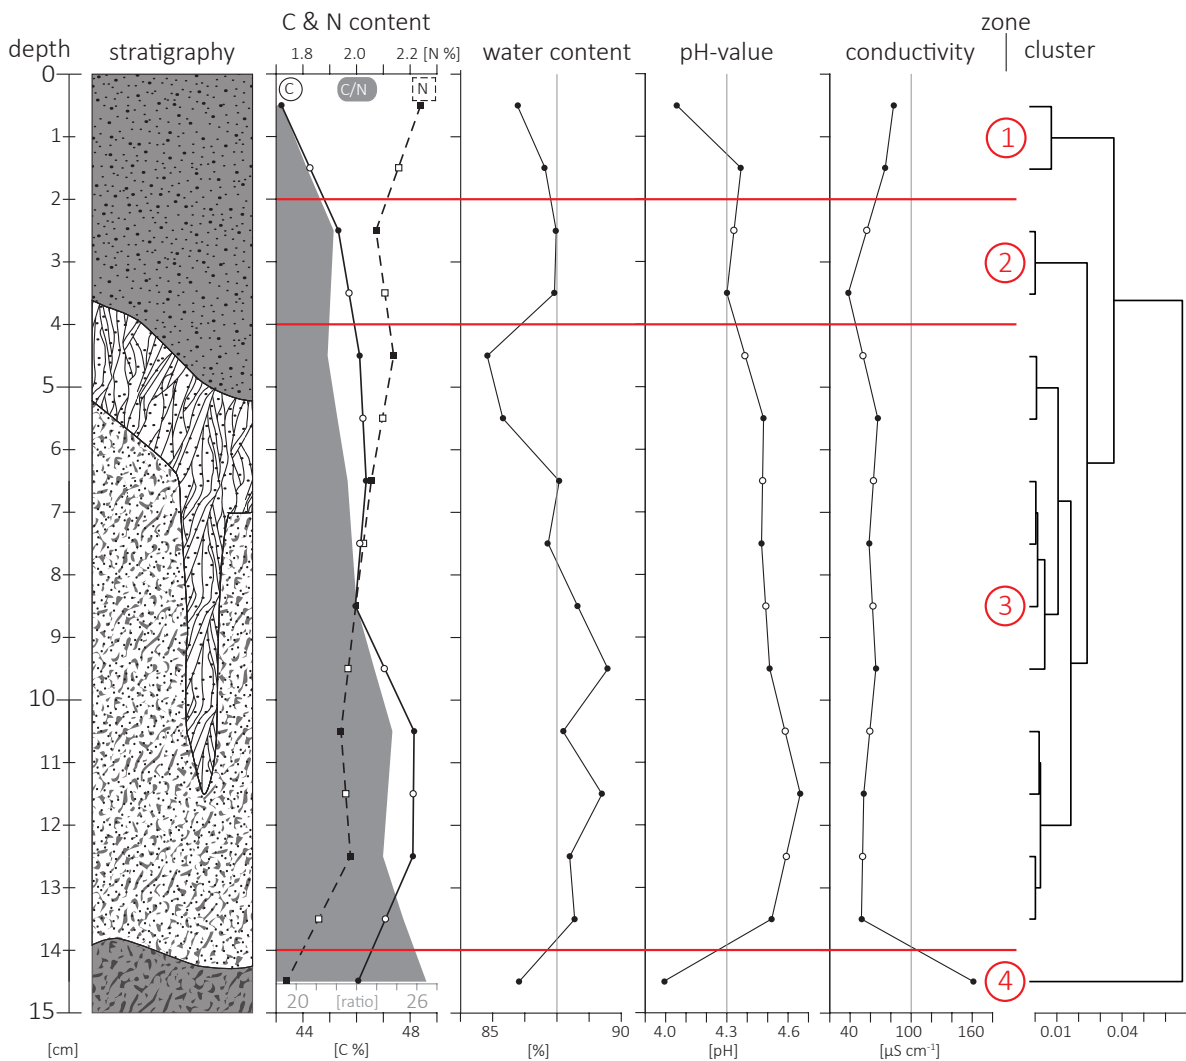 C & N content
zone
depth
stratigraphy
1.8 2.0 2.2 [N %]
water content
pH-value
conductivity
cluster
0
C
C/N
N
1
1
2
3
2
4
5
6
7
8
9
3
10
11
12
13
14
4
15
20 [ratio] 26
44 48
85 90
4.0 4.3 4.6
40 100 160
0.01 0.04
[cm]
[C %]
[%]
[pH]
[µS cm⁻¹]